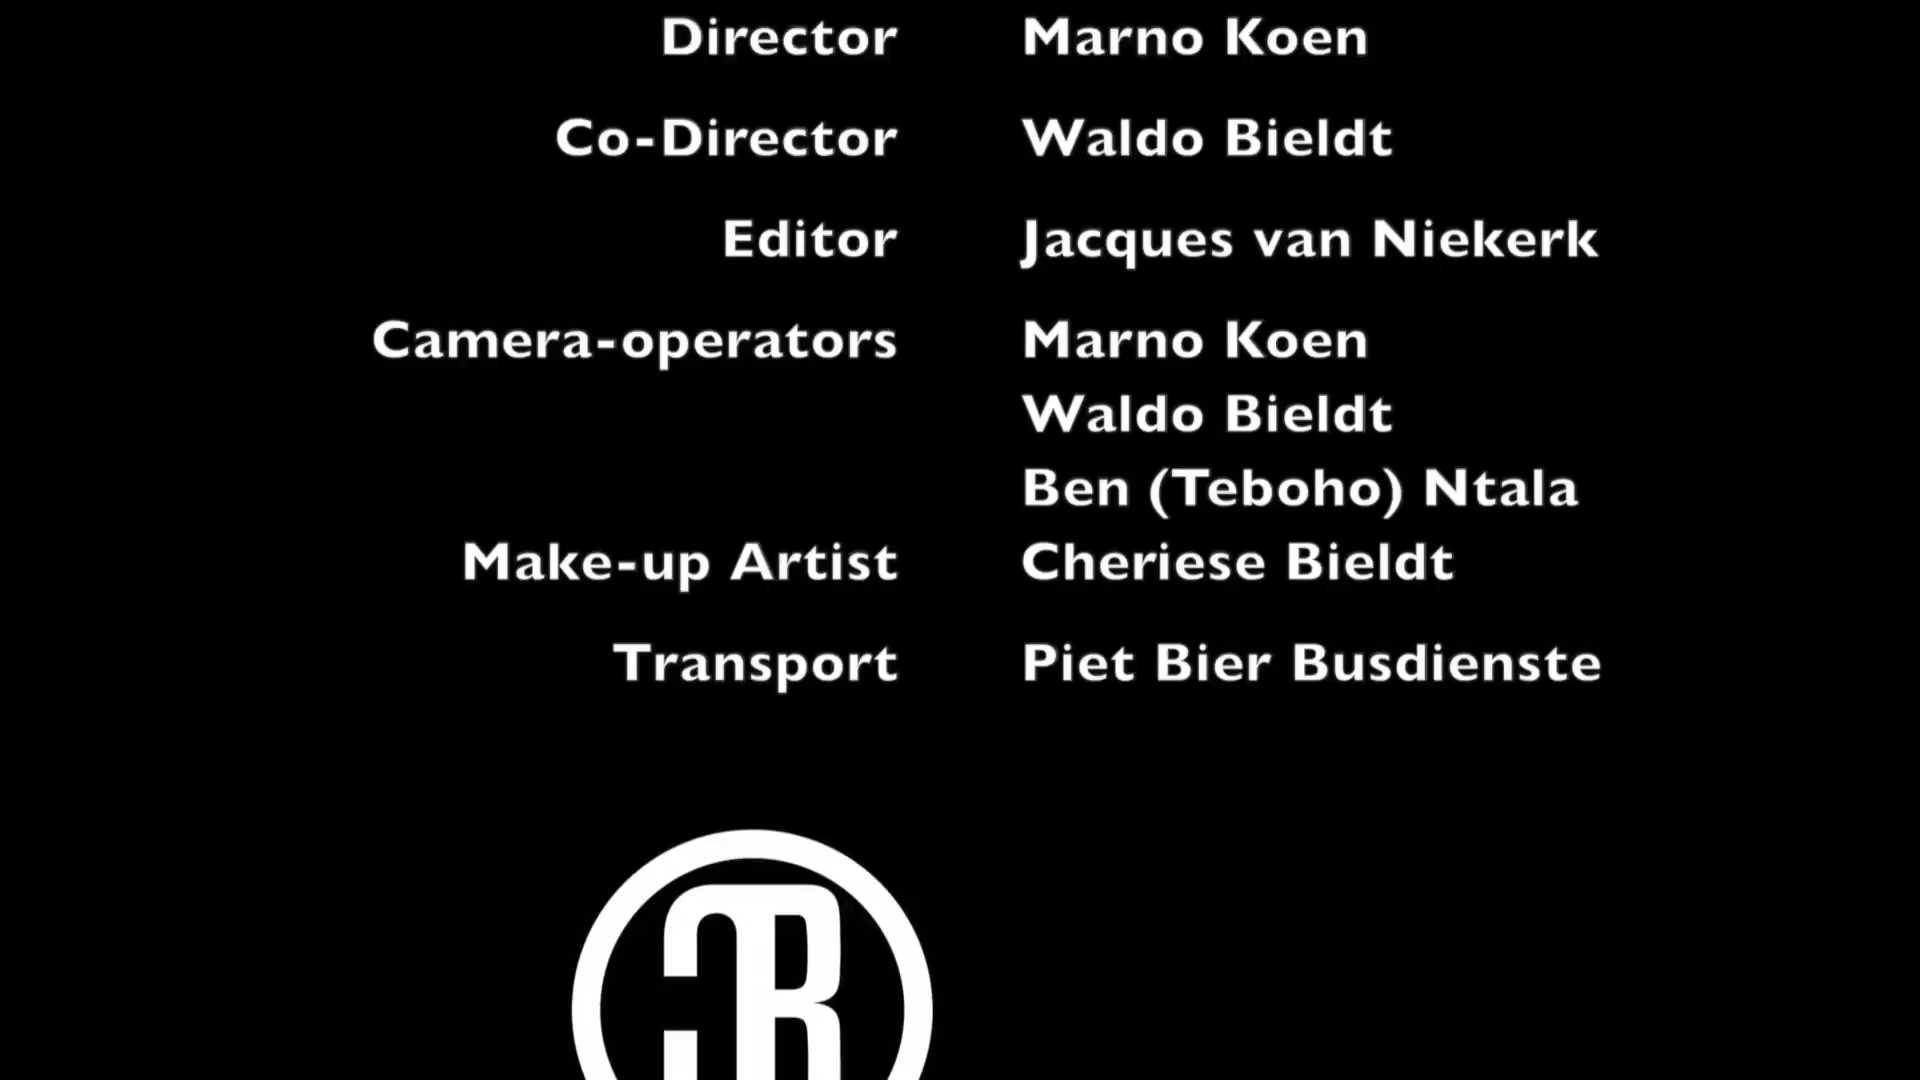 Director Marno Koen
Co-Director Waldo Bieldt
Editor Jacques van Niekerk
Camera-operators Marno Koen
Waldo Bieldt
Ben (Teboho) Ntala
Make-up Artist Cheriese Bieldt
Transport Piet Bier Busdienste